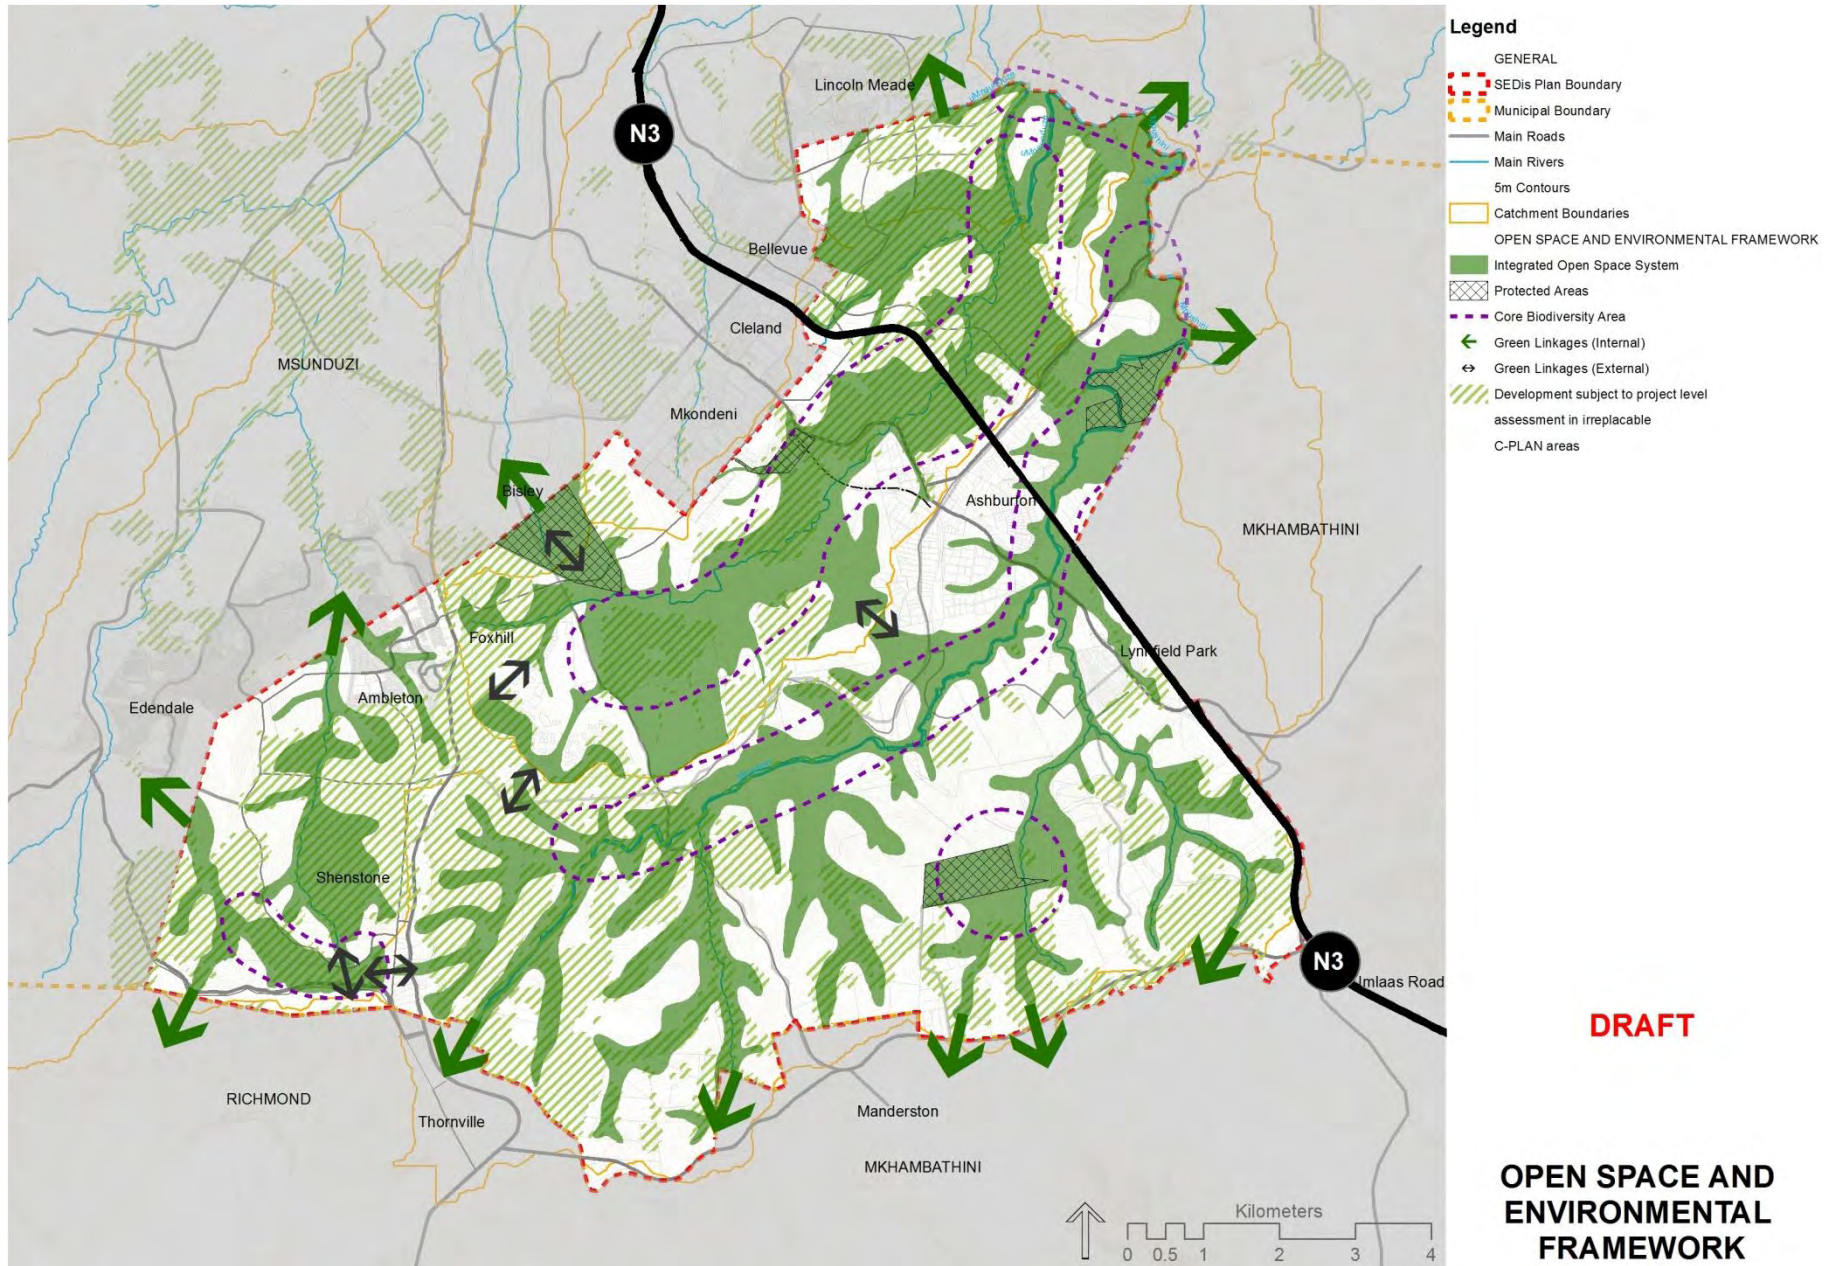 Legend
GENERAL
SEDis Plan Boundary
Municipal Boundary
Main Roads
Main Rivers
5m Contours
Catchment Boundaries
OPEN SPACE AND ENVIRONMENTAL FRAMEWORK
Integrated Open Space System
Protected Areas
Core Biodiversity Area
Green Linkages (Internal)
Green Linkages (External)
Development subject to project level
assessment in irreplacable
C-PLAN areas
Lincoln Meade
N3
Bellevue
Cleland
MSUNDUZI
Mkondeni
Bisley
Ashburton
MKHAMBATHINI
Foxhill
Lynnfield Park
Ambleton
Edendale
Shenstone
N3
Imlaas Road
RICHMOND
Thornville
Manderston
MKHAMBATHINI
DRAFT
OPEN SPACE AND
ENVIRONMENTAL
FRAMEWORK
Kilometers
0 0.5 1 2 3 4